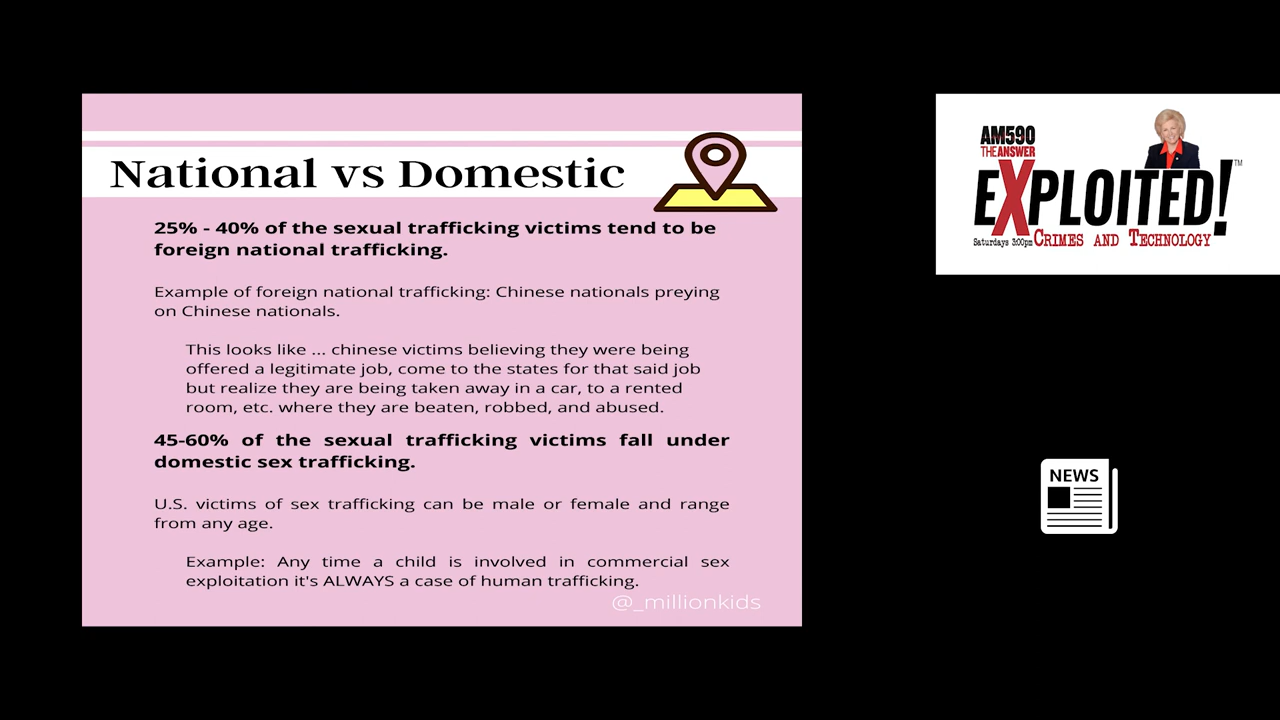 National vs Domestic
25% - 40% of the sexual trafficking victims tend to be
foreign national trafficking.
Example of foreign national trafficking: Chinese nationals preying
on Chinese nationals.
This looks like ... chinese victims believing they were being
offered a legitimate job, come to the states for that said job
but realize they are being taken away in a car, to a rented
room, etc. where they are beaten, robbed, and abused.
45-60% of the sexual trafficking victims fall under
domestic sex trafficking.
U.S. victims of sex trafficking can be male or female and range
from any age.
Example: Any time a child is involved in commercial sex
exploitation it's ALWAYS a case of human trafficking.
@_millionkids
AM590
THE ANSWER
EXPLOITED!™
Saturdays 3:00pm CRIMES AND TECHNOLOGY
NEWS